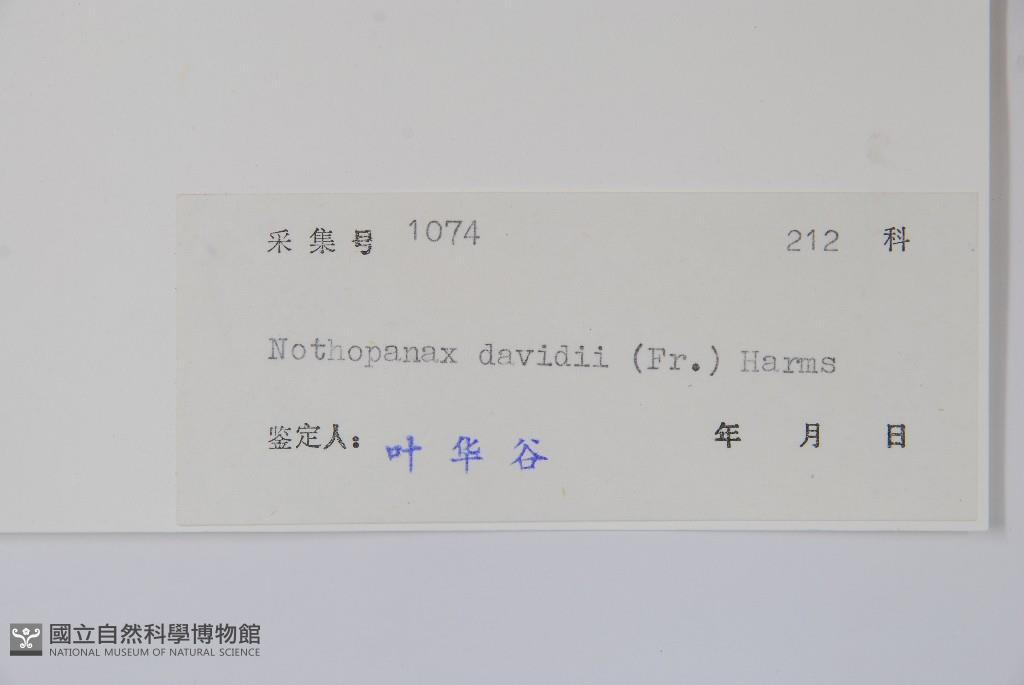 采集号 1074 212 科
Nothopanax davidii (Fr.) Harms
鉴定人: 叶华谷 年 月 日
國立自然科學博物館
NATIONAL MUSEUM OF NATURAL SCIENCE